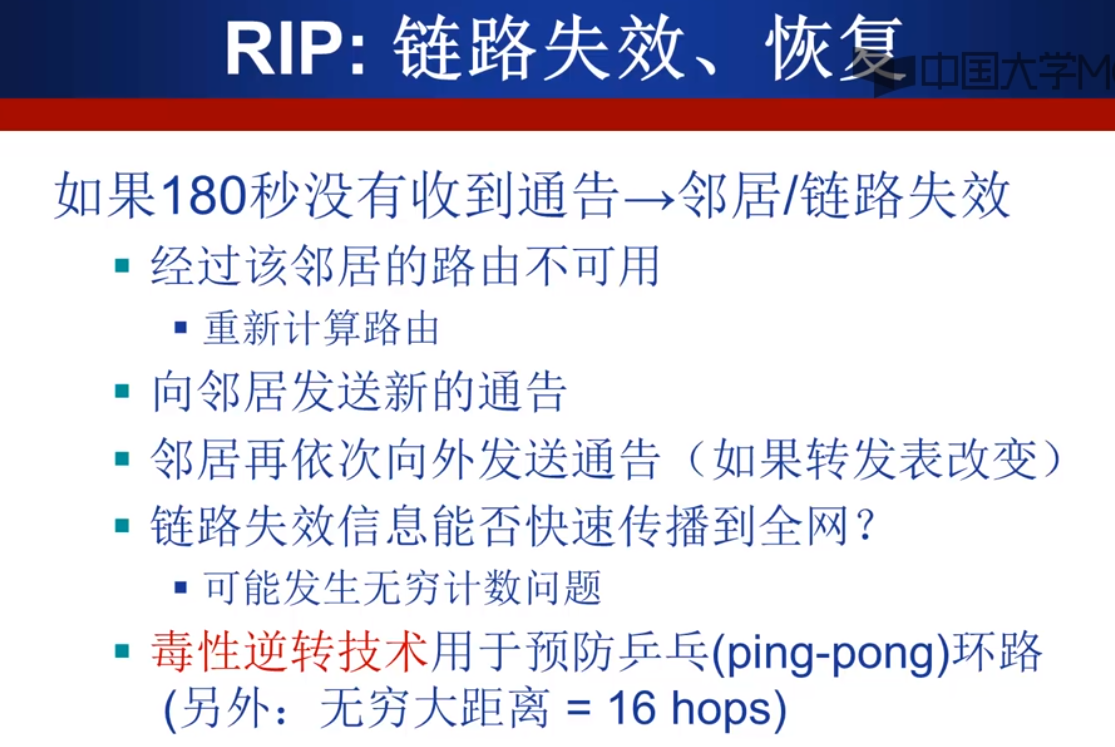 RIP: 链路失效、恢复
中国大学M
如果180秒没有收到通告→邻居/链路失效
▪ 经过该邻居的路由不可用
▪ 重新计算路由
▪ 向邻居发送新的通告
▪ 邻居再依次向外发送通告（如果转发表改变）
▪ 链路失效信息能否快速传播到全网？
▪ 可能发生无穷计数问题
▪ 毒性逆转技术用于预防乒乓(ping-pong)环路
(另外：无穷大距离 = 16 hops)